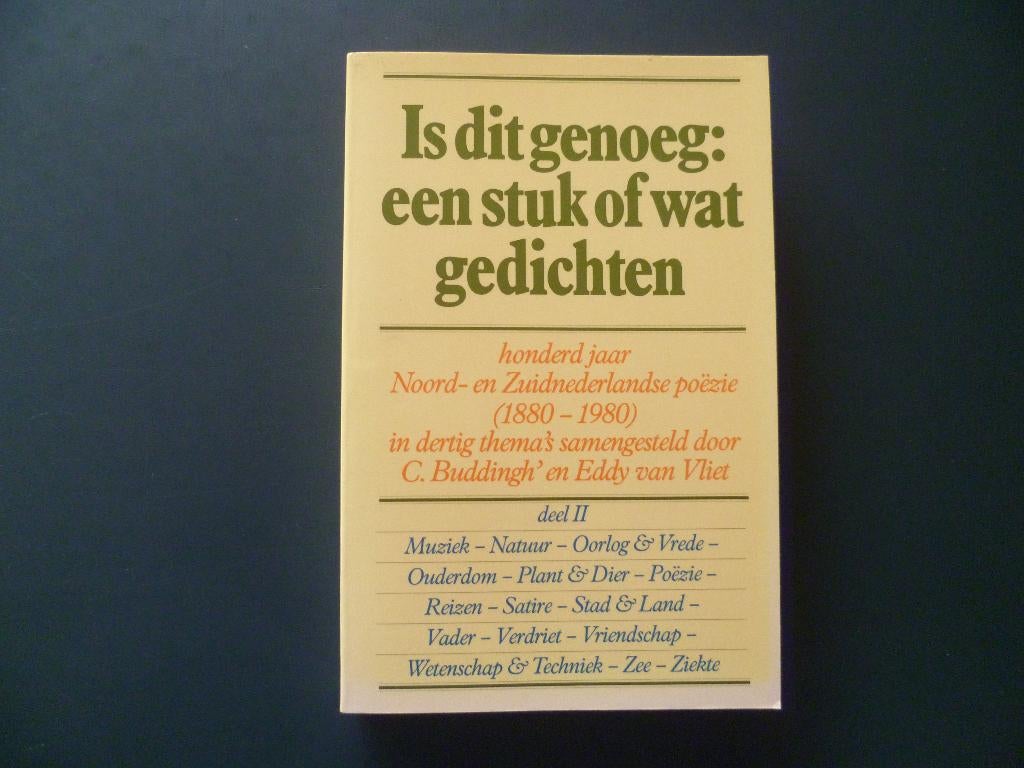 Is dit genoeg:
een stuk of wat
gedichten
honderd jaar
Noord- en Zuidnederlandse poëzie
(1880 – 1980)
in dertig thema's samengesteld door
C. Buddingh' en Eddy van Vliet
deel II
Muziek – Natuur – Oorlog & Vrede –
Ouderdom – Plant & Dier – Poëzie –
Reizen – Satire – Stad & Land –
Vader – Verdriet – Vriendschap –
Wetenschap & Techniek – Zee – Ziekte